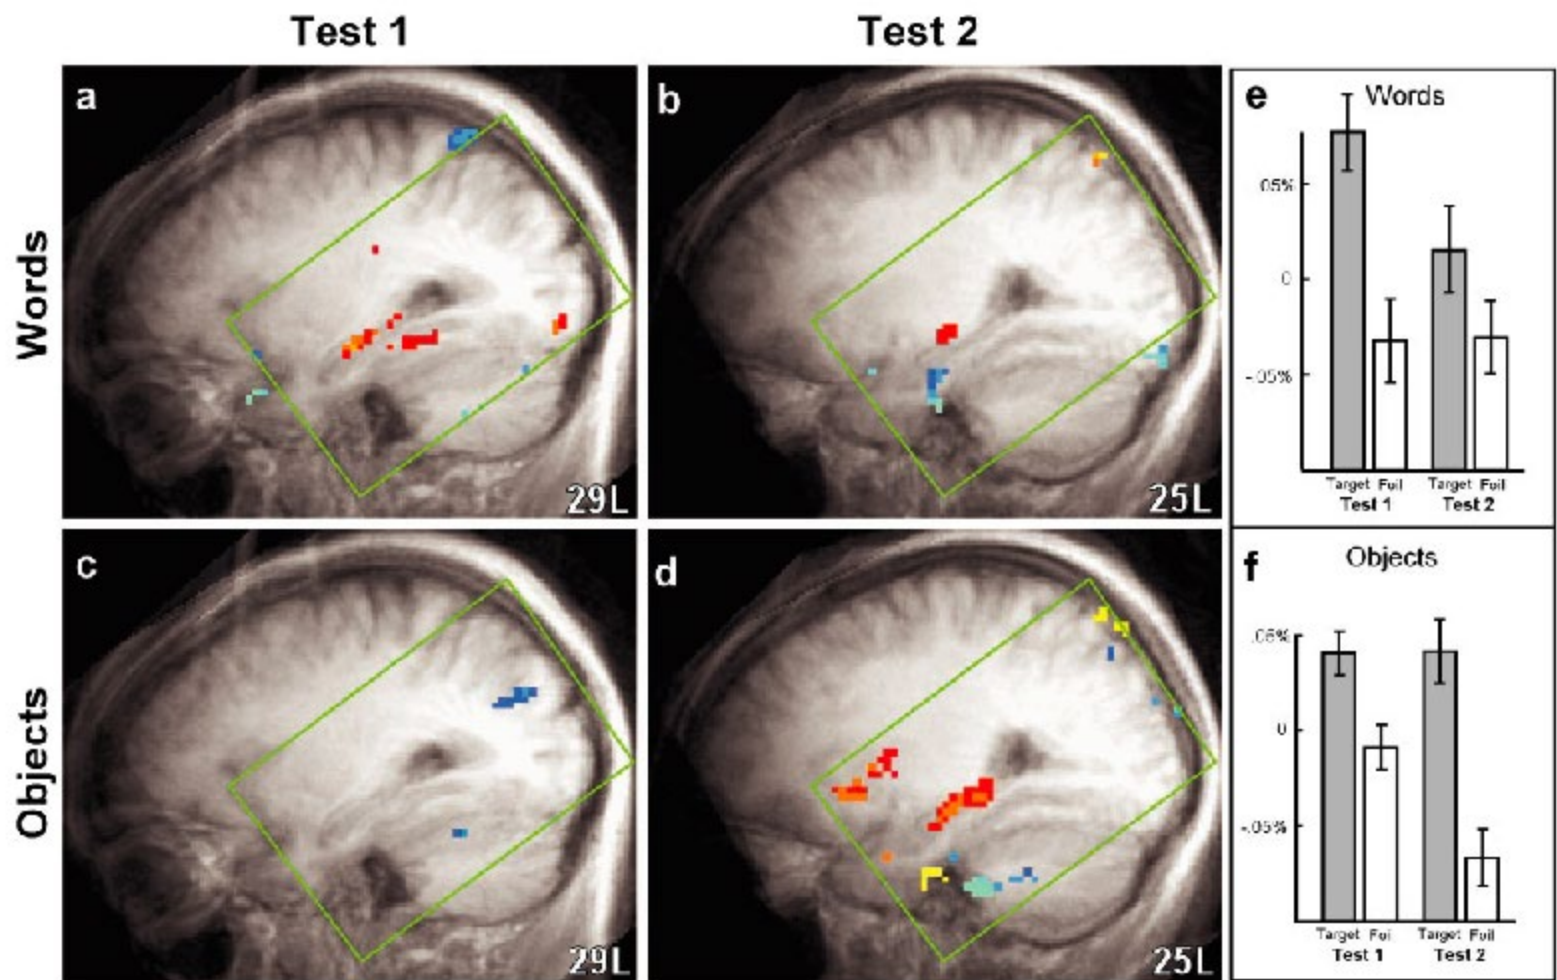 Test 1
Test 2
Words
a
29L
b
25L
e
Words
05%
0
-.05%
Target Foil Target Foil
Test 1 Test 2
Objects
c
29L
d
25L
f
Objects
.05%
0
-.05%
Target Foi Target Foil
Test 1 Test 2